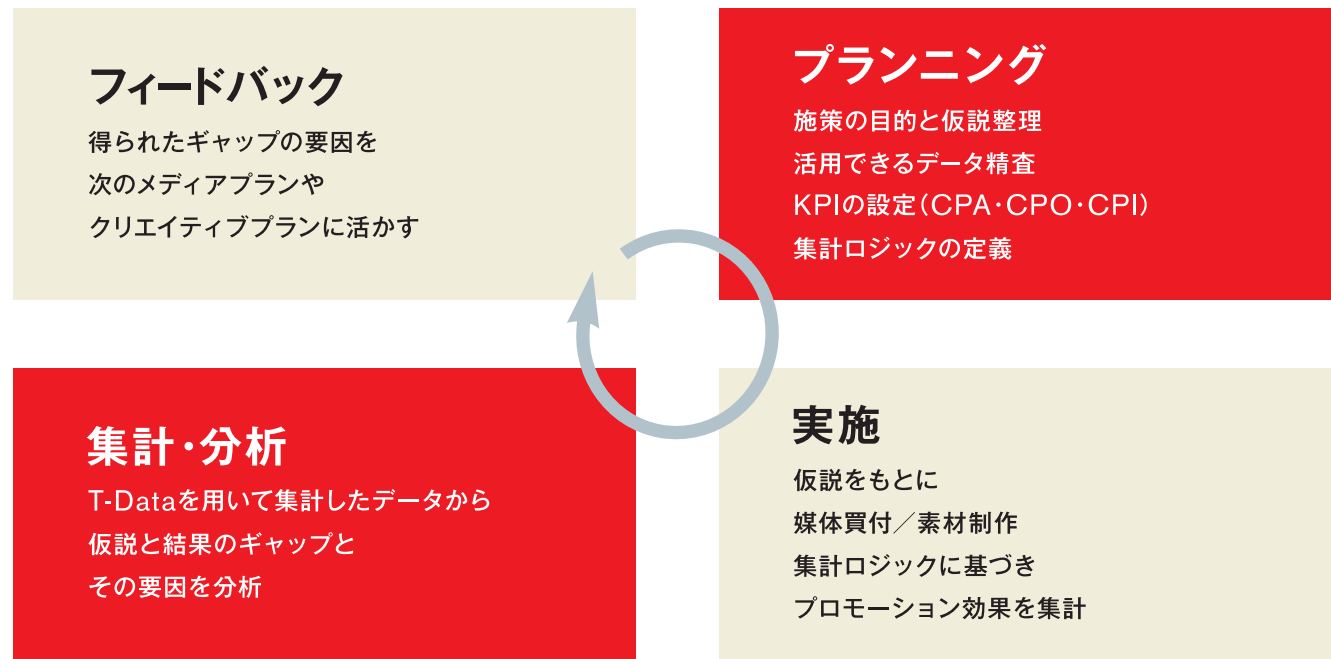 フィードバック
得られたギャップの要因を
次のメディアプランや
クリエイティブプランに活かす
プランニング
施策の目的と仮説整理
活用できるデータ精査
KPIの設定（CPA・CPO・CPI）
集計ロジックの定義
集計・分析
T-Dataを用いて集計したデータから
仮説と結果のギャップと
その要因を分析
実施
仮説をもとに
媒体買付／素材制作
集計ロジックに基づき
プロモーション効果を集計